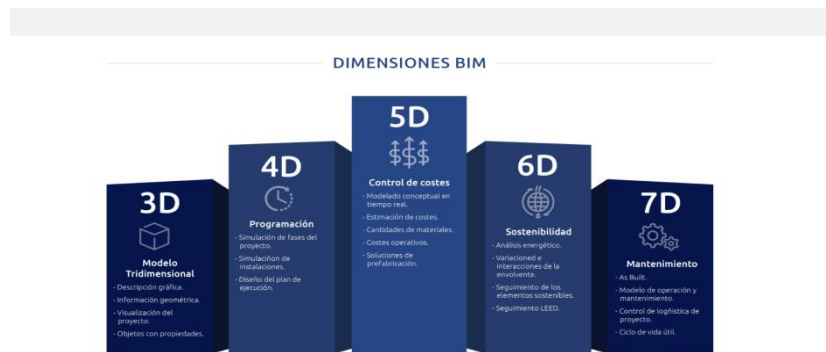 DIMENSIONES BIM
3D
Modelo
Tridimensional
- Descripción gráfica.
- Información geométrica.
- Visualización del
proyecto.
- Objetos con propiedades.
4D
Programación
- Simulación de fases del
proyecto.
- Simulaciñon de
instalaciones.
- Diseño del plan de
ejecución.
5D
$$$
Control de costes
- Modelado conceptual en
tiempo real.
- Estimación de costes.
- Cantidades de materiales.
- Costes operativos.
- Soluciones de
prefabricación.
6D
Sostenibilidad
- Análisis energético.
- Variacioned e
interacciones de la
envolvente.
- Seguimiento de los
elementos sostenibles.
- Seguimiento LEED.
7D
Mantenimiento
- As Built.
- Modelo de operación y
mantenimiento.
- Control de logñistica de
proyecto.
- Ciclo de vida útil.